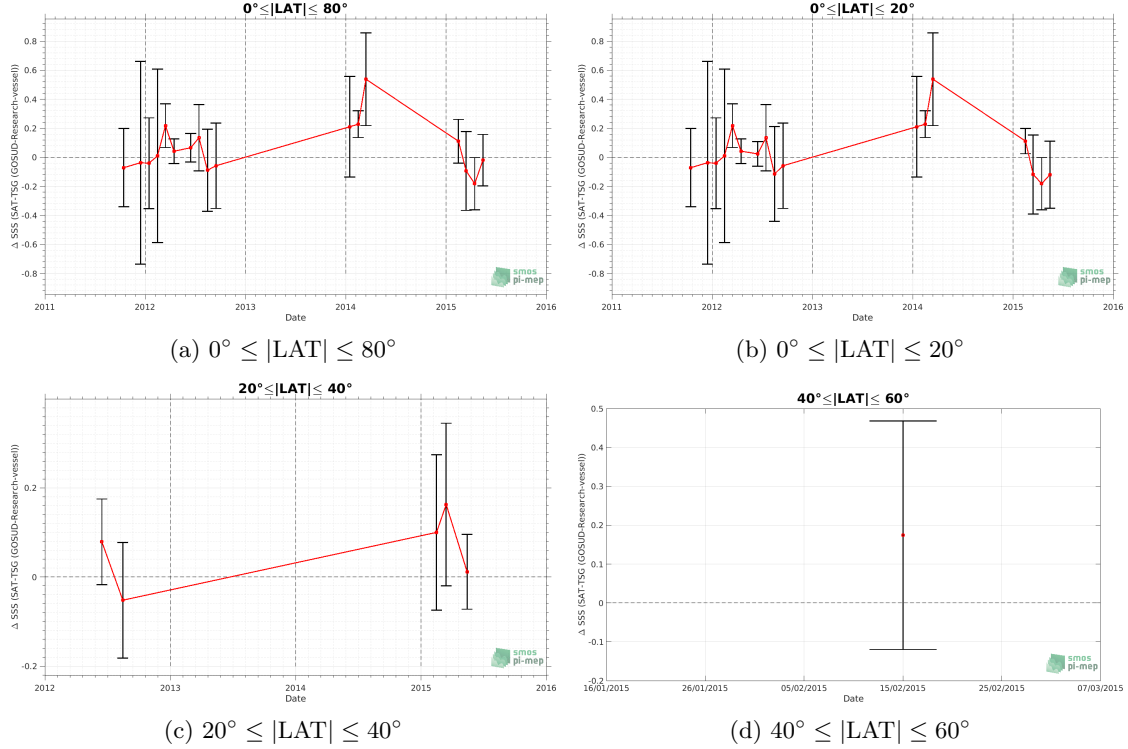 0°≤|LAT|≤ 80°
Δ SSS (SAT-TSG (GOSUD-Research-vessel))
0.8
0.6
0.4
0.2
0
-0.2
-0.4
-0.6
-0.8
2011 2012 2013 2014 2015 2016
Date
smos
pi-mep
(a) 0° ≤ |LAT| ≤ 80°
0°≤|LAT|≤ 20°
Δ SSS (SAT-TSG (GOSUD-Research-vessel))
0.8
0.6
0.4
0.2
0
-0.2
-0.4
-0.6
-0.8
2011 2012 2013 2014 2015 2016
Date
smos
pi-mep
(b) 0° ≤ |LAT| ≤ 20°
20°≤|LAT|≤ 40°
Δ SSS (SAT-TSG (GOSUD-Research-vessel))
0.2
0
-0.2
2012 2013 2014 2015 2016
Date
smos
pi-mep
(c) 20° ≤ |LAT| ≤ 40°
40°≤|LAT|≤ 60°
Δ SSS (SAT-TSG (GOSUD-Research-vessel))
0.5
0.4
0.3
0.2
0.1
0
-0.1
-0.2
16/01/2015 26/01/2015 05/02/2015 15/02/2015 25/02/2015 07/03/2015
Date
smos
pi-mep
(d) 40° ≤ |LAT| ≤ 60°